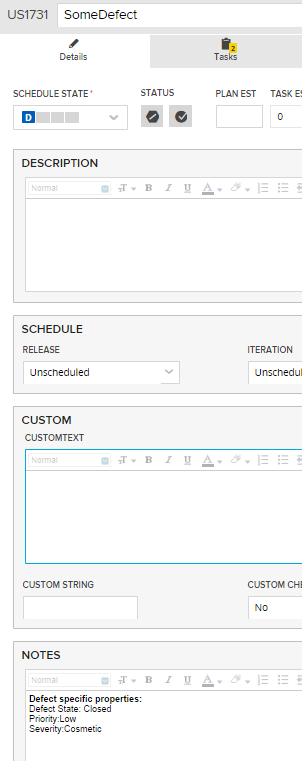 US1731 SomeDefect
Details
2
Tasks
SCHEDULE STATE * STATUS PLAN EST TASK ES
D 0
DESCRIPTION
Normal T B I U A
SCHEDULE
RELEASE ITERATION
Unscheduled Unschedul
CUSTOM
CUSTOMTEXT
Normal T B I U A
CUSTOM STRING CUSTOM CHE
No
NOTES
Normal T B I U A
Defect specific properties:
Defect State: Closed
Priority:Low
Severity:Cosmetic